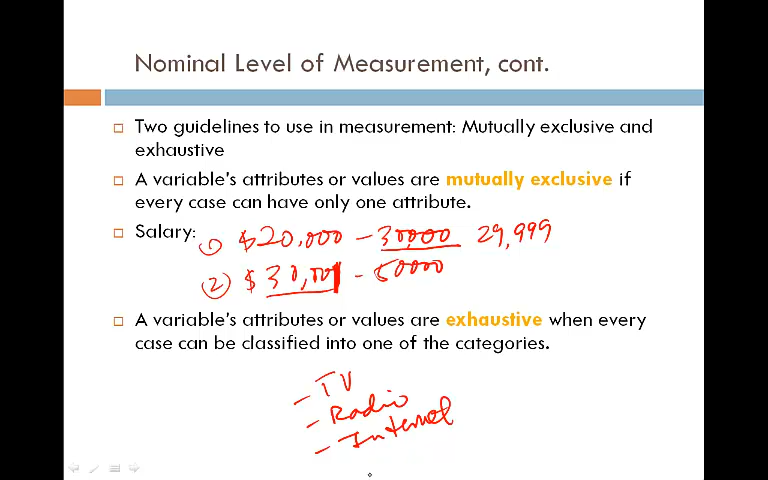 Nominal Level of Measurement, cont.
Two guidelines to use in measurement: Mutually exclusive and
exhaustive
A variable's attributes or values are mutually exclusive if
every case can have only one attribute.
Salary: 1 $20,000 - 30,000 29,999
2 $30,001 - 50000
A variable's attributes or values are exhaustive when every
case can be classified into one of the categories.
- TV
- Radio
- Internet